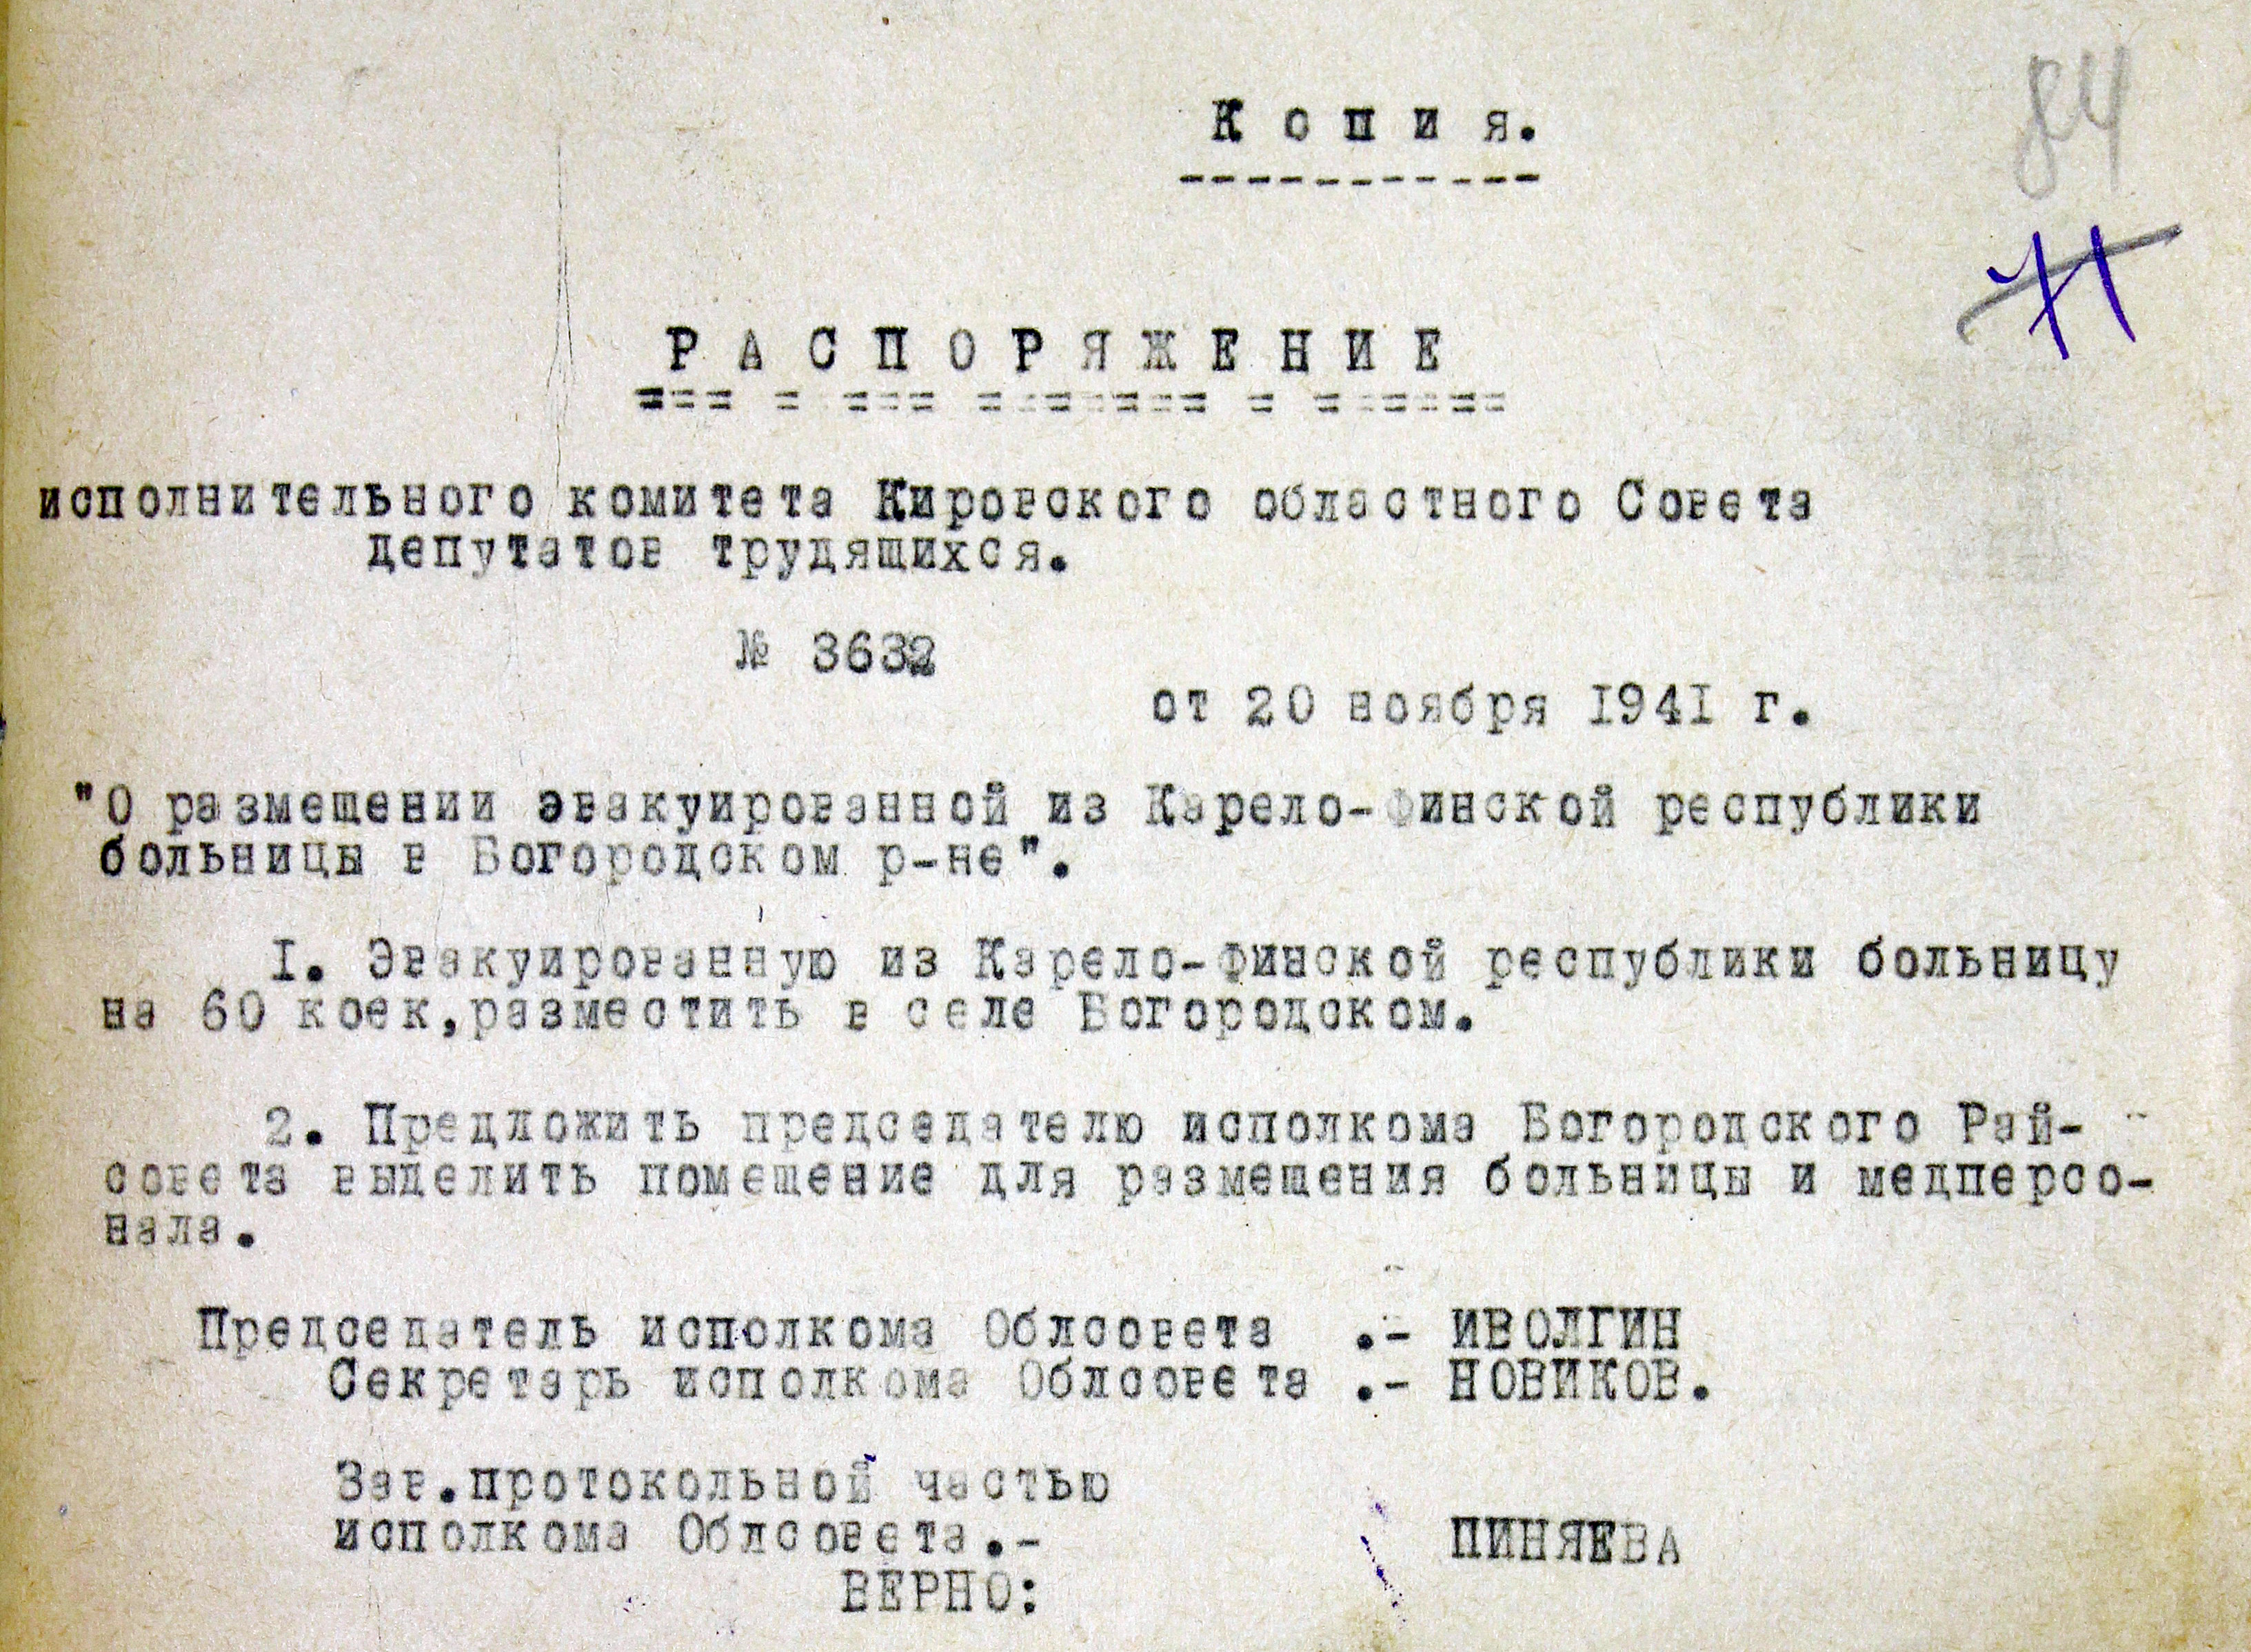 Копия.
84
71
РАСПОРЯЖЕНИЕ
исполнительного комитета Кировского областного Совета
депутатов трудящихся.
№ 3632
от 20 ноября 1941 г.
"О размещении эвакуированной из Карело-Финской республики
больницы в Богородском р-не".
1. Эвакуированную из Карело-Финской республики больницу
на 60 коек,разместить в селе Богородском.
2. Предложить председателю исполкома Богородского Рай-
совета выделить помещение для размещения больницы и медперсо-
нала.
Председатель исполкома Облсовета .- ИВОЛГИН
Секретарь исполкома Облсовета .- НОВИКОВ.
Зав.протокольной частью
исполкома Облсовета.- ПИНЯЕВА
ВЕРНО: